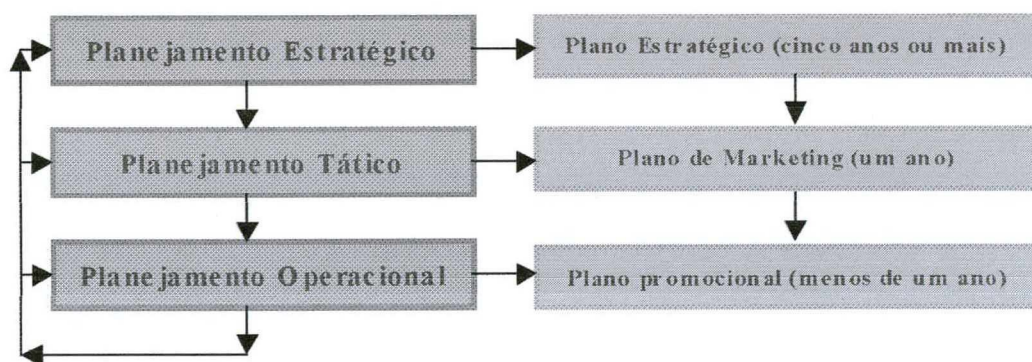 Planejamento Estratégico
Plano Estratégico (cinco anos ou mais)
Planejamento Tático
Plano de Marketing (um ano)
Planejamento Operacional
Plano promocional (menos de um ano)